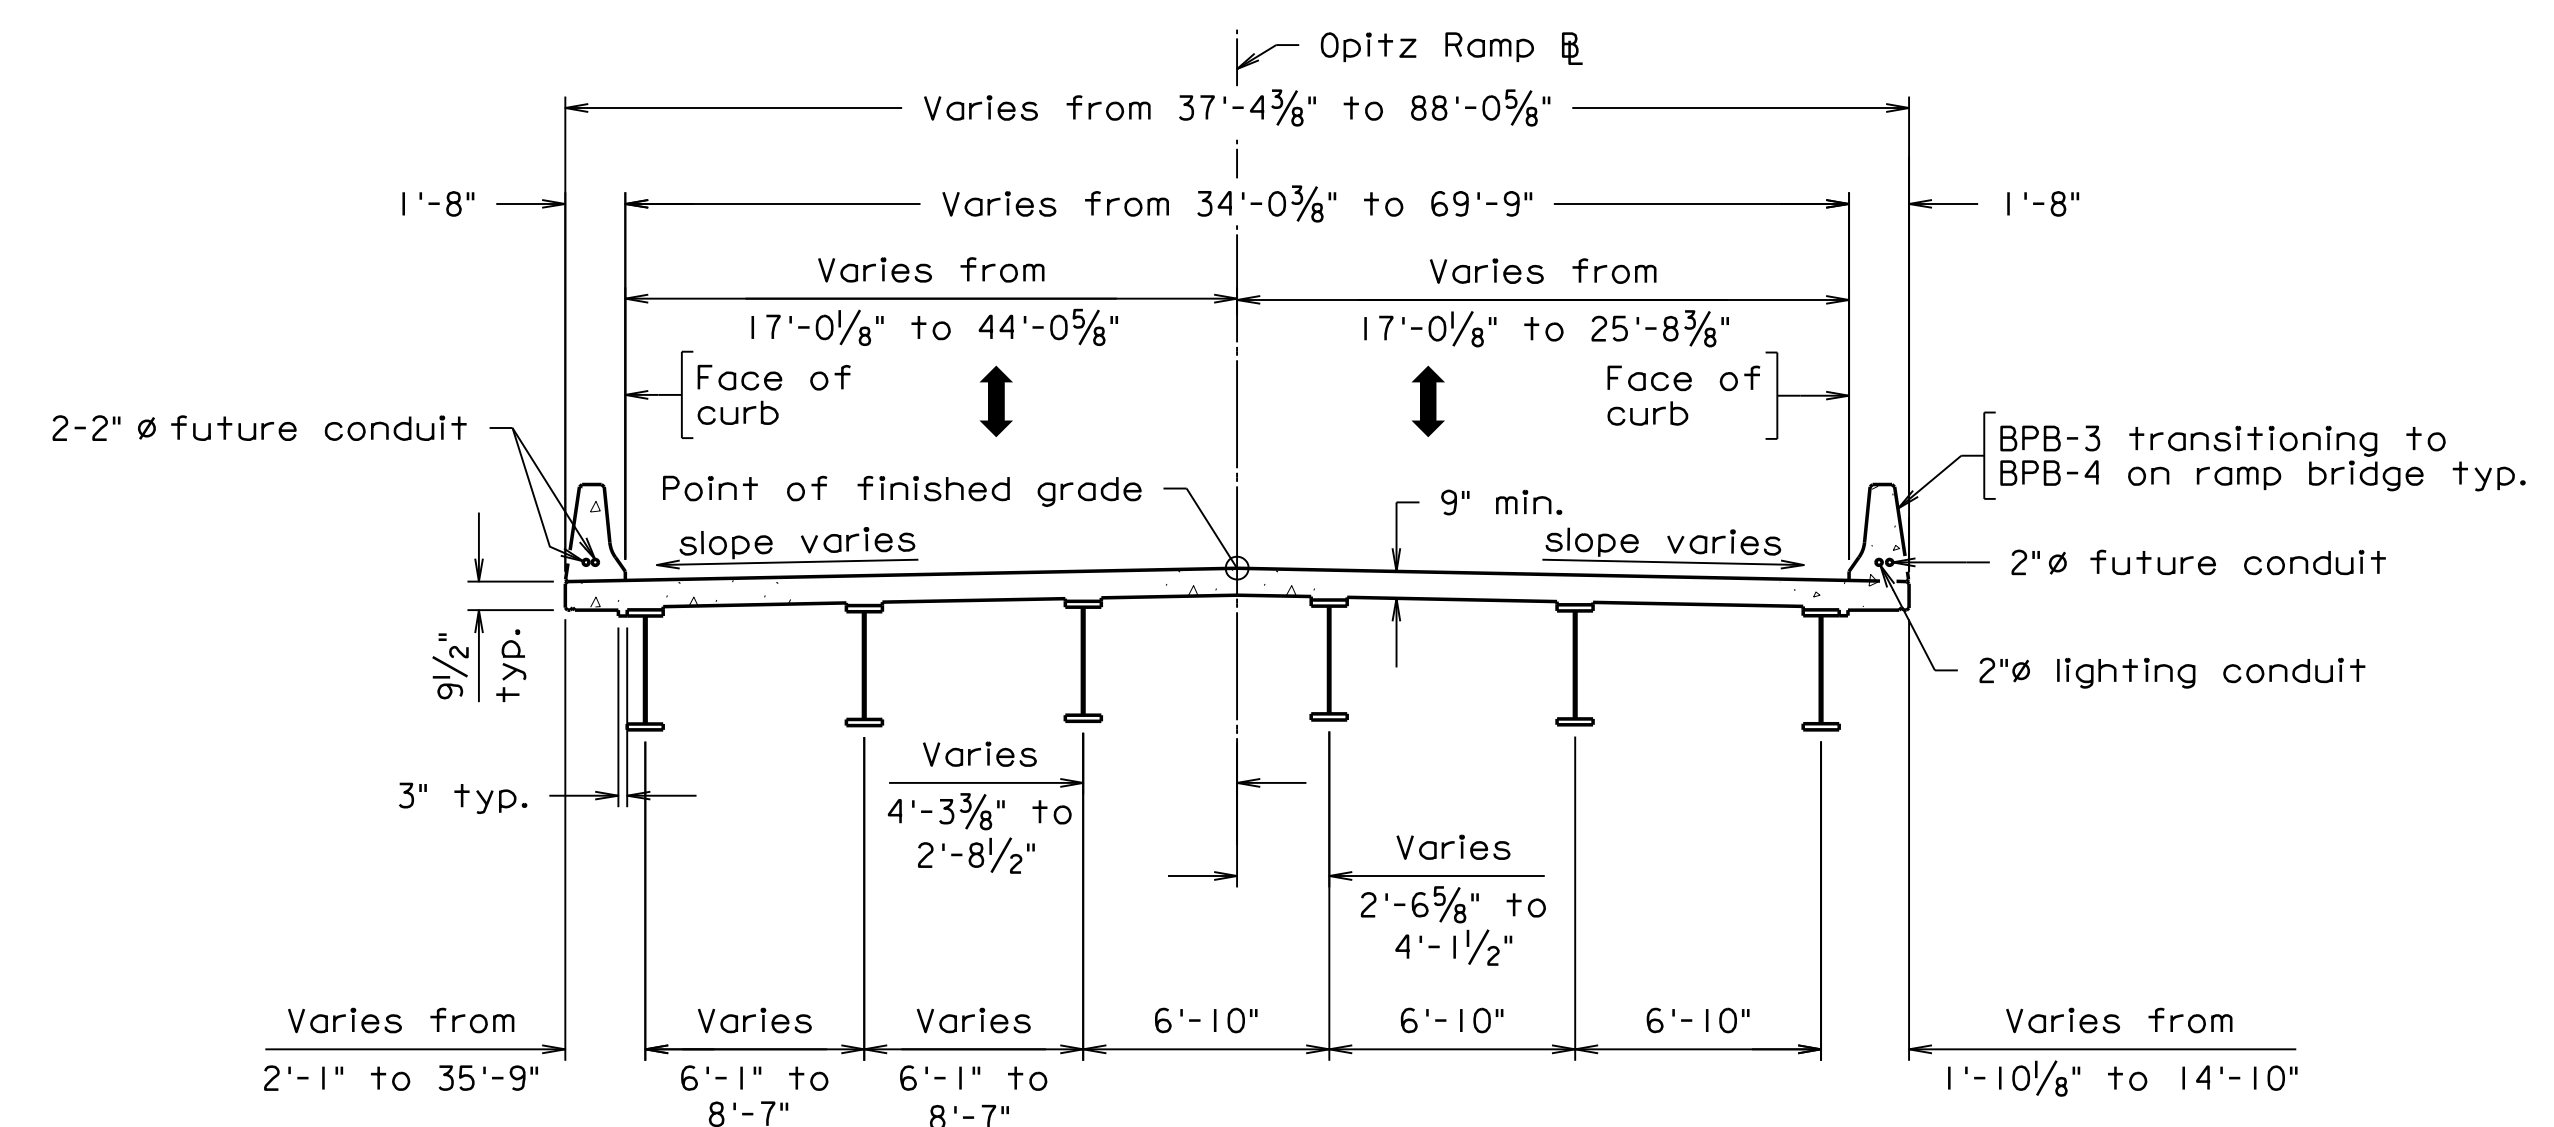 Opitz Ramp ℄
Varies from 37'-4⅜" to 88'-0⅝"
1'-8"
Varies from 34'-0⅜" to 69'-9"
1'-8"
Varies from
17'-0⅛" to 44'-0⅝"
Varies from
17'-0⅛" to 25'-8⅜"
Face of
curb
Face of
curb
2-2" Ø future conduit
BPB-3 transitioning to
BPB-4 on ramp bridge typ.
Point of finished grade
9" min.
slope varies
slope varies
2"Ø future conduit
9½"
typ.
2"Ø lighting conduit
3" typ.
Varies
4'-3⅜" to
2'-8½"
Varies
2'-6⅝" to
4'-1½"
Varies from
2'-1" to 35'-9"
Varies
6'-1" to
8'-7"
Varies
6'-1" to
8'-7"
6'-10"
6'-10"
6'-10"
Varies from
1'-10⅛" to 14'-10"